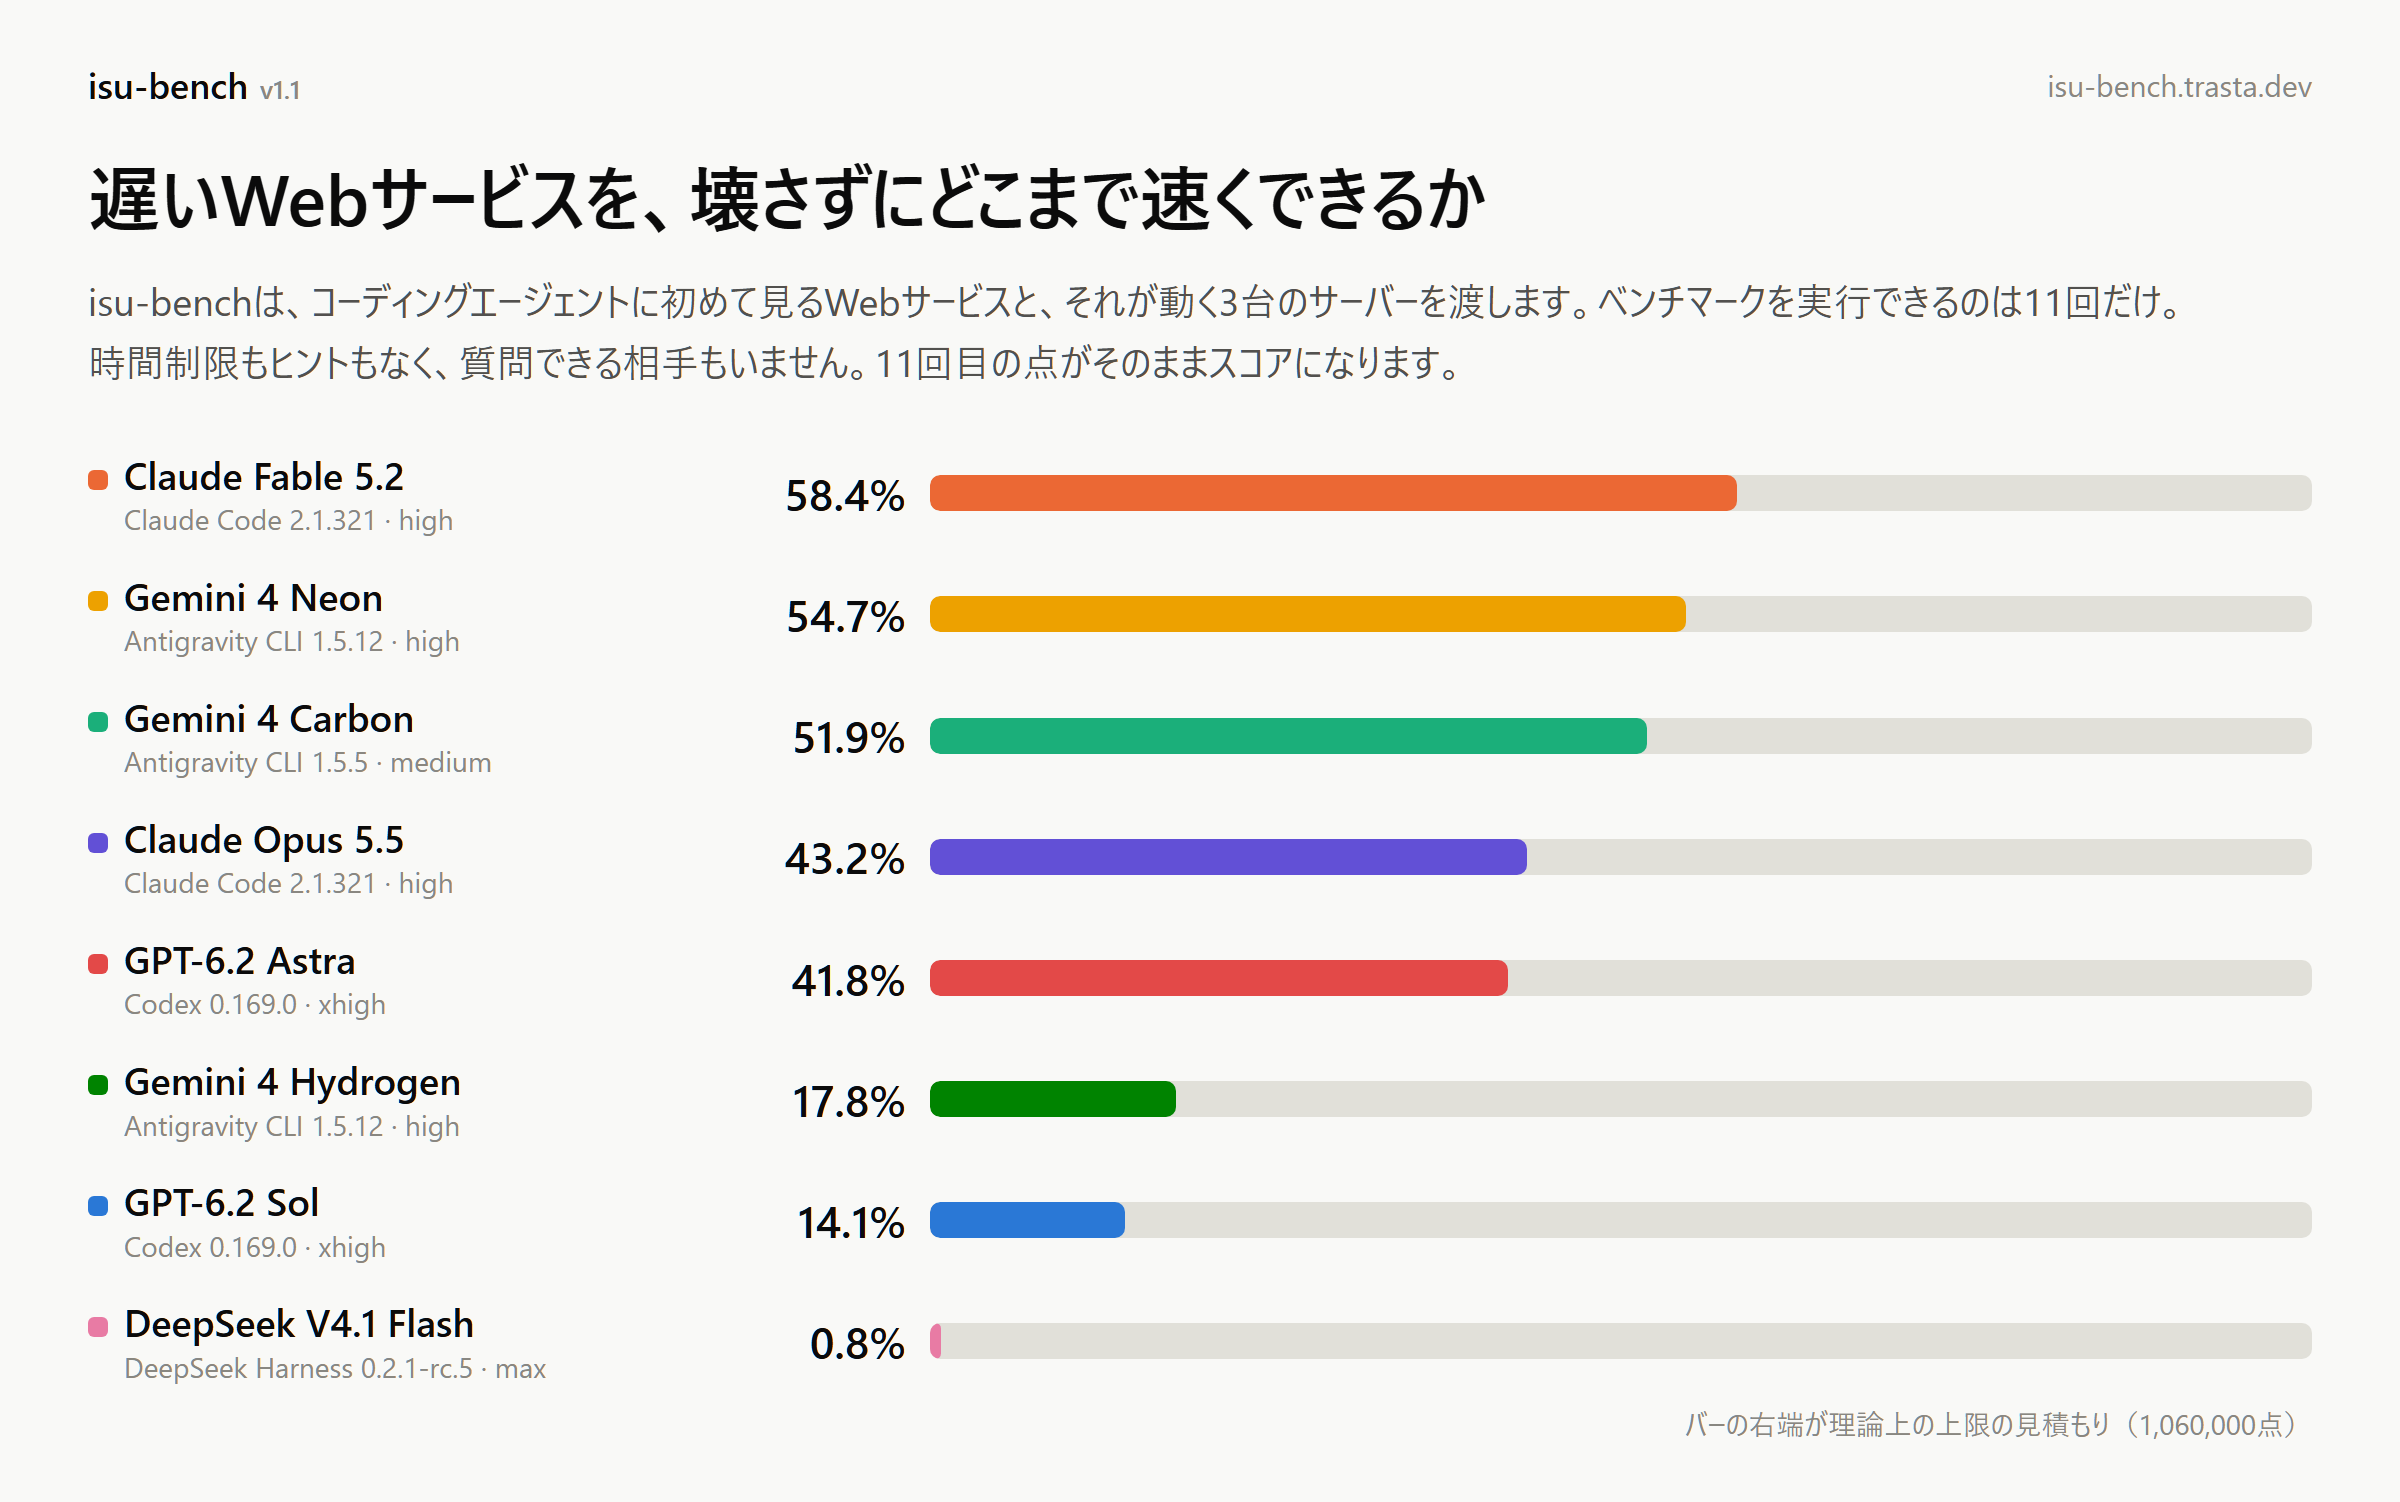 isu-bench v1.1
isu-bench.trasta.dev
遅いWebサービスを、壊さずにどこまで速くできるか
isu-benchは、コーディングエージェントに初めて見るWebサービスと、それが動く3台のサーバーを渡します。ベンチマークを実行できるのは11回だけ。
時間制限もヒントもなく、質問できる相手もいません。11回目の点がそのままスコアになります。
Claude Fable 5.2
Claude Code 2.1.321 · high
58.4%
Gemini 4 Neon
Antigravity CLI 1.5.12 · high
54.7%
Gemini 4 Carbon
Antigravity CLI 1.5.5 · medium
51.9%
Claude Opus 5.5
Claude Code 2.1.321 · high
43.2%
GPT-6.2 Astra
Codex 0.169.0 · xhigh
41.8%
Gemini 4 Hydrogen
Antigravity CLI 1.5.12 · high
17.8%
GPT-6.2 Sol
Codex 0.169.0 · xhigh
14.1%
DeepSeek V4.1 Flash
DeepSeek Harness 0.2.1-rc.5 · max
0.8%
バーの右端が理論上の上限の見積もり（1,060,000点）